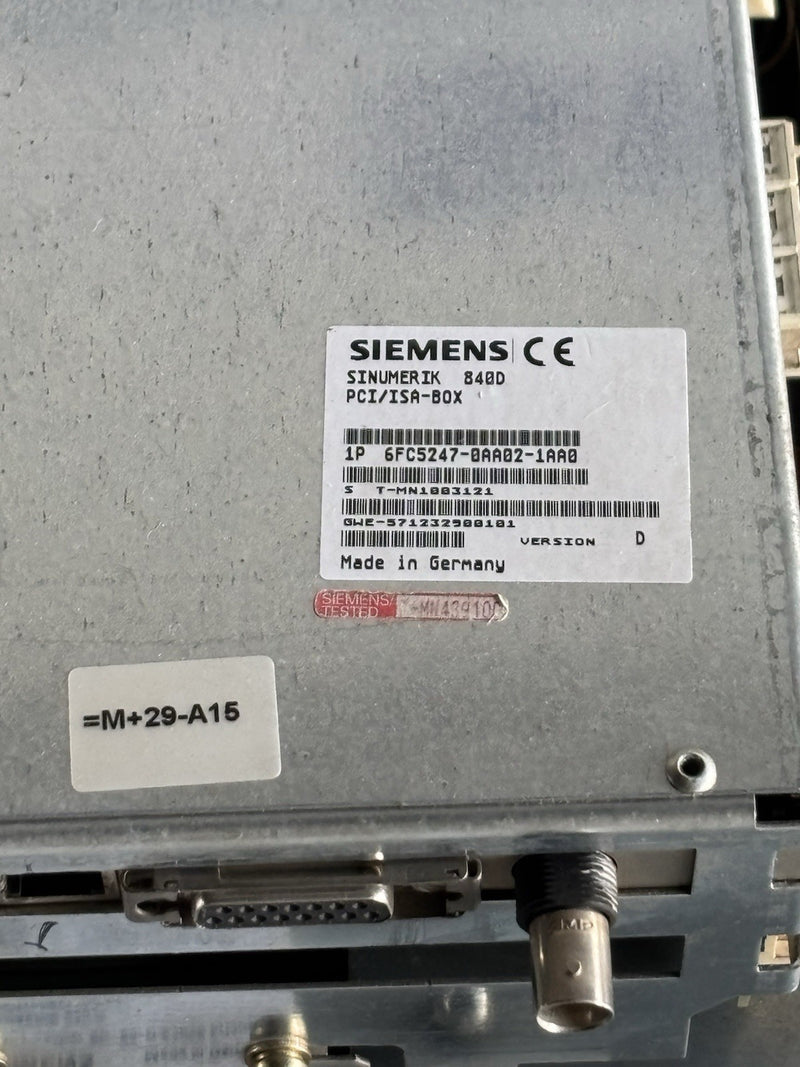 SIEMENS CE
SINUMERIK 840D
PCI/ISA-BOX
1P 6FC5247-0AA02-1AA0
S T-MN1003121
GWE-571232900101
VERSION D
Made in Germany
SIEMENS/
TESTED
=M+29-A15
AMP